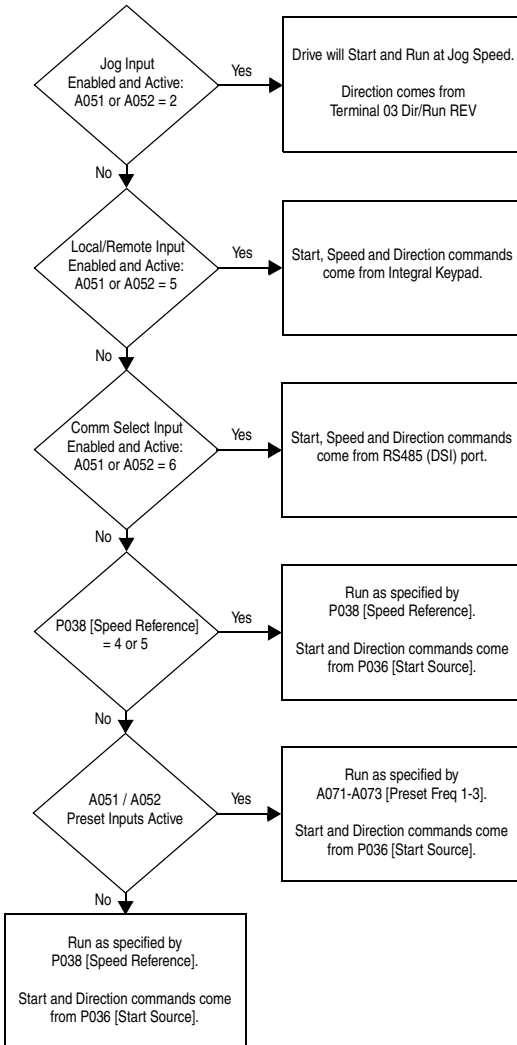 Jog Input
Enabled and Active:
A051 or A052 = 2
Yes
Drive will Start and Run at Jog Speed.
Direction comes from
Terminal 03 Dir/Run REV
No
Local/Remote Input
Enabled and Active:
A051 or A052 = 5
Yes
Start, Speed and Direction commands
come from Integral Keypad.
No
Comm Select Input
Enabled and Active:
A051 or A052 = 6
Yes
Start, Speed and Direction commands
come from RS485 (DSI) port.
No
P038 [Speed Reference]
= 4 or 5
Yes
Run as specified by
P038 [Speed Reference].
Start and Direction commands come
from P036 [Start Source].
No
A051 / A052
Preset Inputs Active
Yes
Run as specified by
A071-A073 [Preset Freq 1-3].
Start and Direction commands come
from P036 [Start Source].
No
Run as specified by
P038 [Speed Reference].
Start and Direction commands come
from P036 [Start Source].